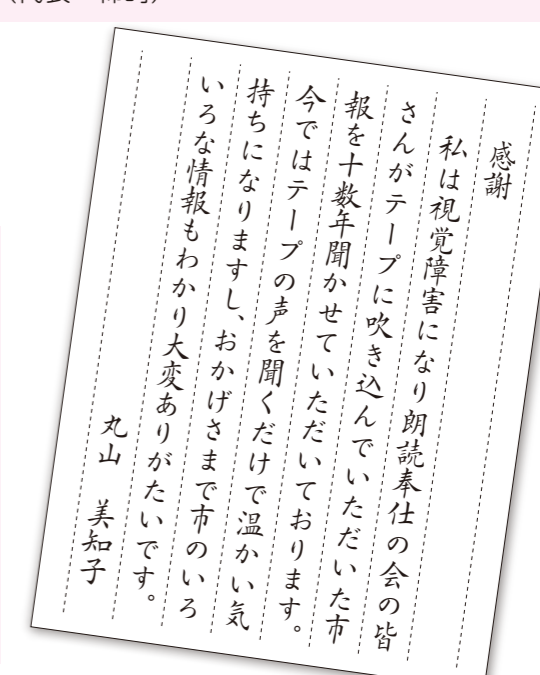 感謝
私は視覚障害になり朗読奉仕の会の皆
さんがテープに吹き込んでいただいた市
報を十数年聞かせていただいております。
今ではテープの声を聞くだけで温かい気
持ちになりますし、おかげさまで市のいろ
いろな情報もわかり大変ありがたいです。
丸山 美知子